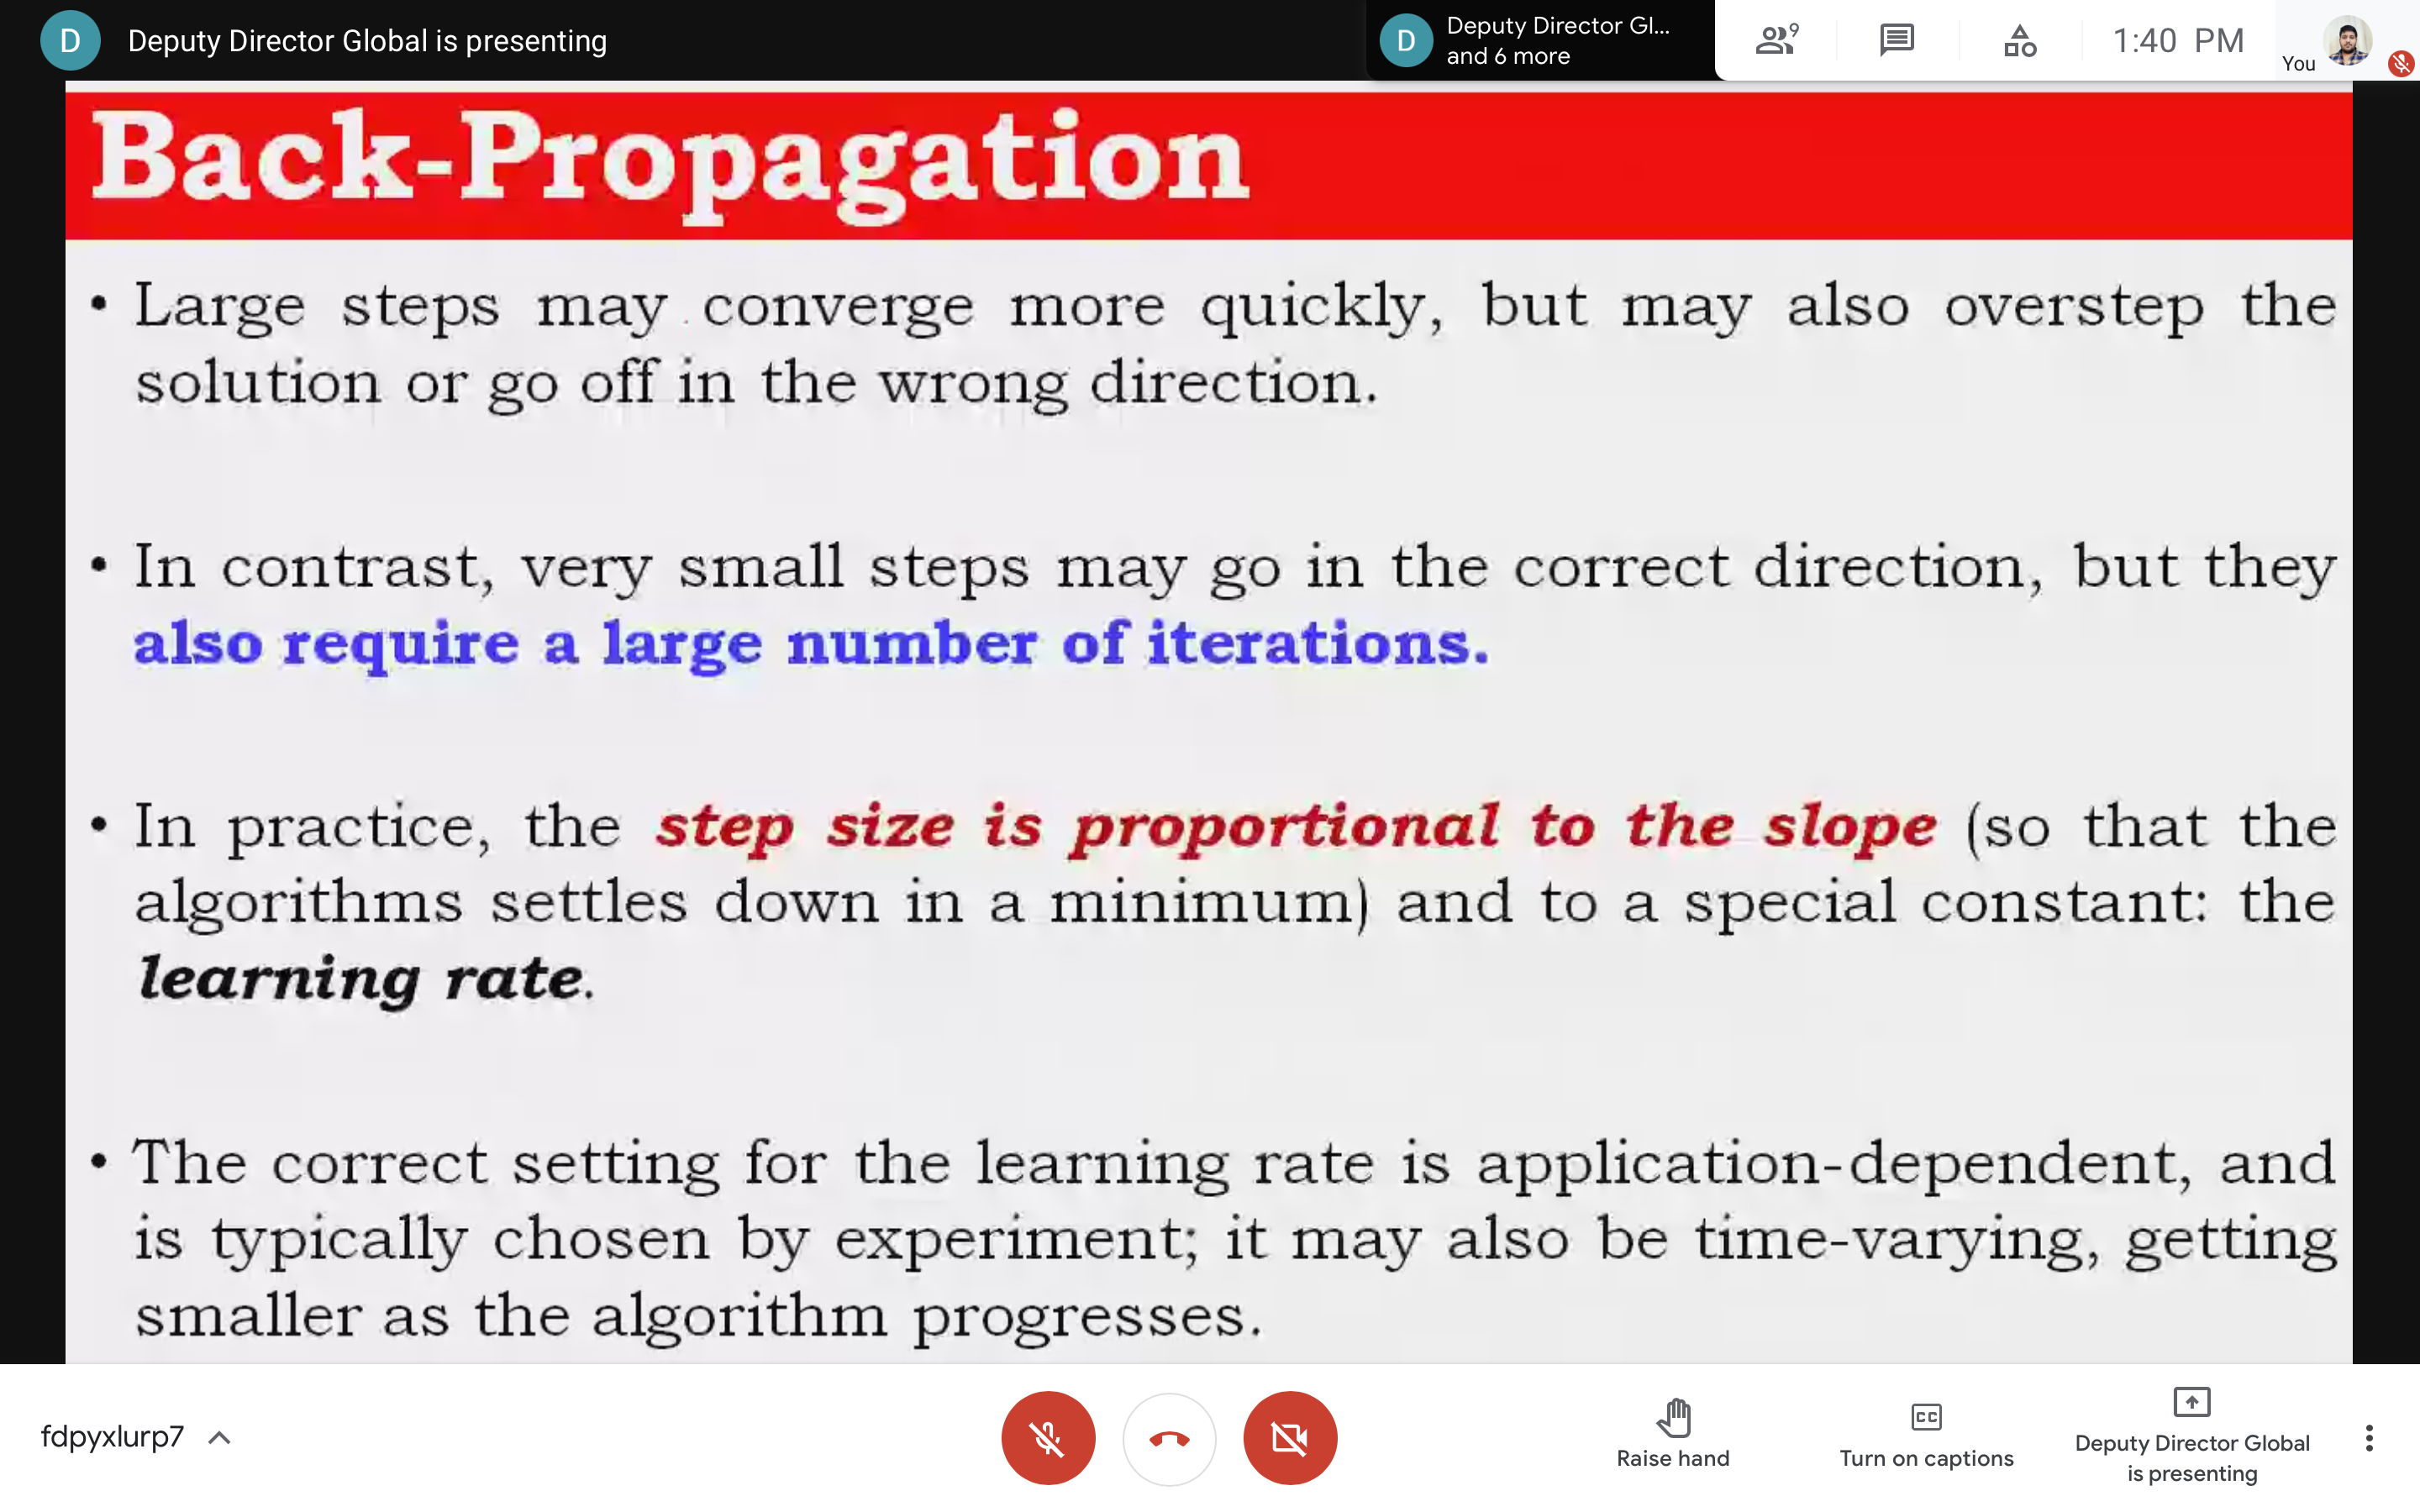 D Deputy Director Global is presenting
D Deputy Director Gl...
and 6 more
9
1:40 PM
You
Back-Propagation
• Large steps may converge more quickly, but may also overstep the
solution or go off in the wrong direction.
• In contrast, very small steps may go in the correct direction, but they
also require a large number of iterations.
• In practice, the step size is proportional to the slope (so that the
algorithms settles down in a minimum) and to a special constant: the
learning rate.
• The correct setting for the learning rate is application-dependent, and
is typically chosen by experiment; it may also be time-varying, getting
smaller as the algorithm progresses.
fdpyxlurp7
Raise hand
CC
Turn on captions
Deputy Director Global
is presenting